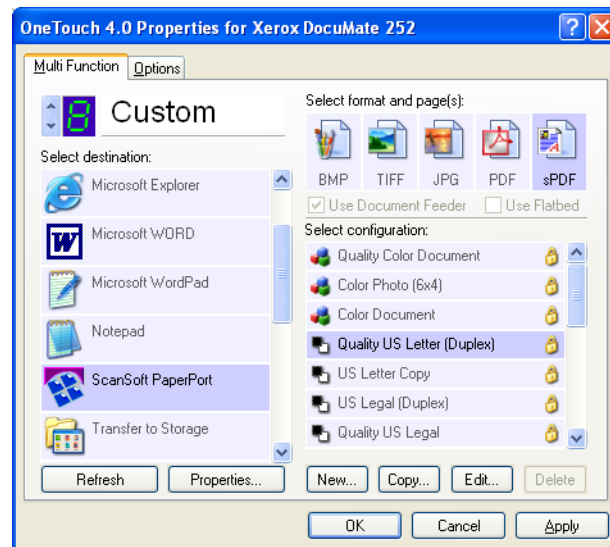 OneTouch 4.0 Properties for Xerox DocuMate 252
Multi Function
Options
8
Custom
Select destination:
Microsoft Explorer
W
Microsoft WORD
Microsoft WordPad
Notepad
ScanSoft PaperPort
Transfer to Storage
Refresh
Properties...
Select format and page(s):
BMP TIFF JPG PDF sPDF
Use Document Feeder
Use Flatbed
Select configuration:
Quality Color Document
Color Photo (6x4)
Color Document
Quality US Letter (Duplex)
US Letter Copy
US Legal (Duplex)
Quality US Legal
New... Copy... Edit... Delete
OK Cancel Apply